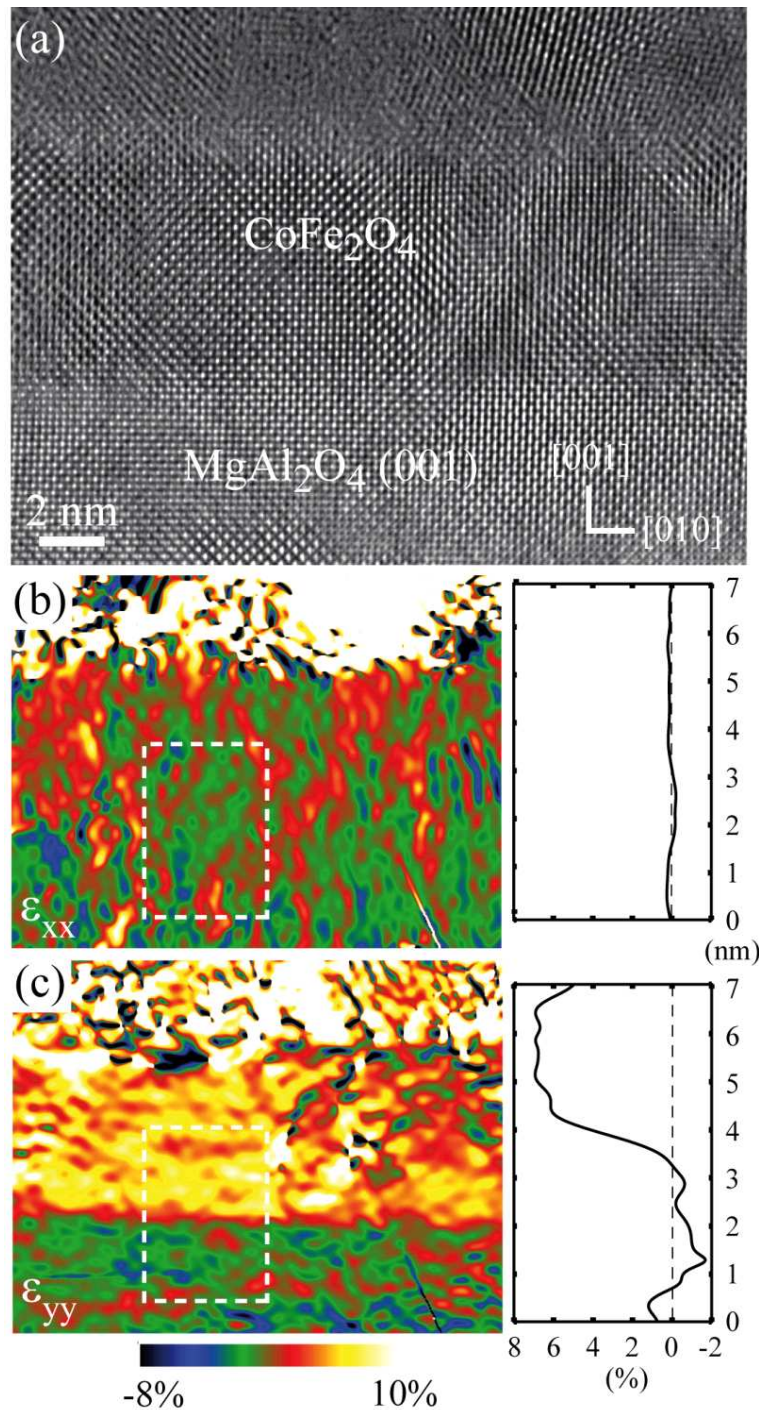 (a)
CoFe₂O₄
MgAl₂O₄ (001)
[001]
[010]
2 nm
(b)
εxx
7
6
5
4
3
2
1
0
(nm)
(c)
εyy
7
6
5
4
3
2
1
0
8 6 4 2 0 -2
(%)
-8% 10%